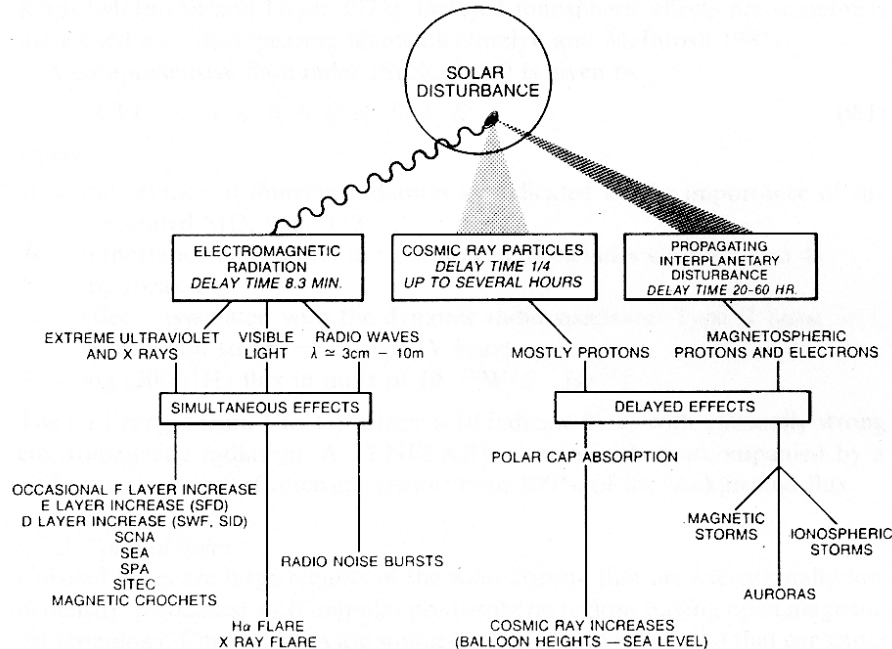 SOLAR
DISTURBANCE
ELECTROMAGNETIC
RADIATION
DELAY TIME 8.3 MIN.
COSMIC RAY PARTICLES
DELAY TIME 1/4
UP TO SEVERAL HOURS
PROPAGATING
INTERPLANETARY
DISTURBANCE
DELAY TIME 20-60 HR.
EXTREME ULTRAVIOLET
AND X RAYS
VISIBLE
LIGHT
RADIO WAVES
λ ≃ 3cm – 10m
MOSTLY PROTONS
MAGNETOSPHERIC
PROTONS AND ELECTRONS
SIMULTANEOUS EFFECTS
DELAYED EFFECTS
OCCASIONAL F LAYER INCREASE
E LAYER INCREASE (SFD)
D LAYER INCREASE (SWF, SID)
SCNA
SEA
SPA
SITEC
MAGNETIC CROCHETS
Hα FLARE
X RAY FLARE
RADIO NOISE BURSTS
POLAR CAP ABSORPTION
COSMIC RAY INCREASES
(BALLOON HEIGHTS — SEA LEVEL)
MAGNETIC
STORMS
AURORAS
IONOSPHERIC
STORMS